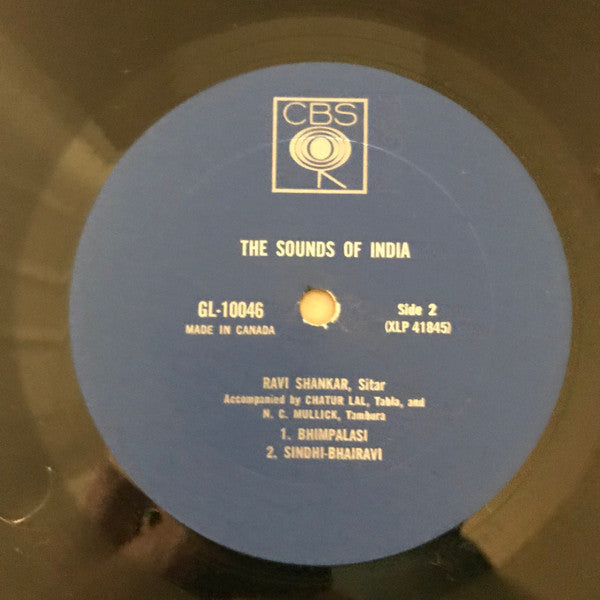 CBS
THE SOUNDS OF INDIA
GL-10046
MADE IN CANADA
Side 2
(XLP 41845)
RAVI SHANKAR, Sitar
Accompanied by CHATUR LAL, Tabla, and
N. C. MULLICK, Tambura
1. BHIMPALASI
2. SINDHI-BHAIRAVI